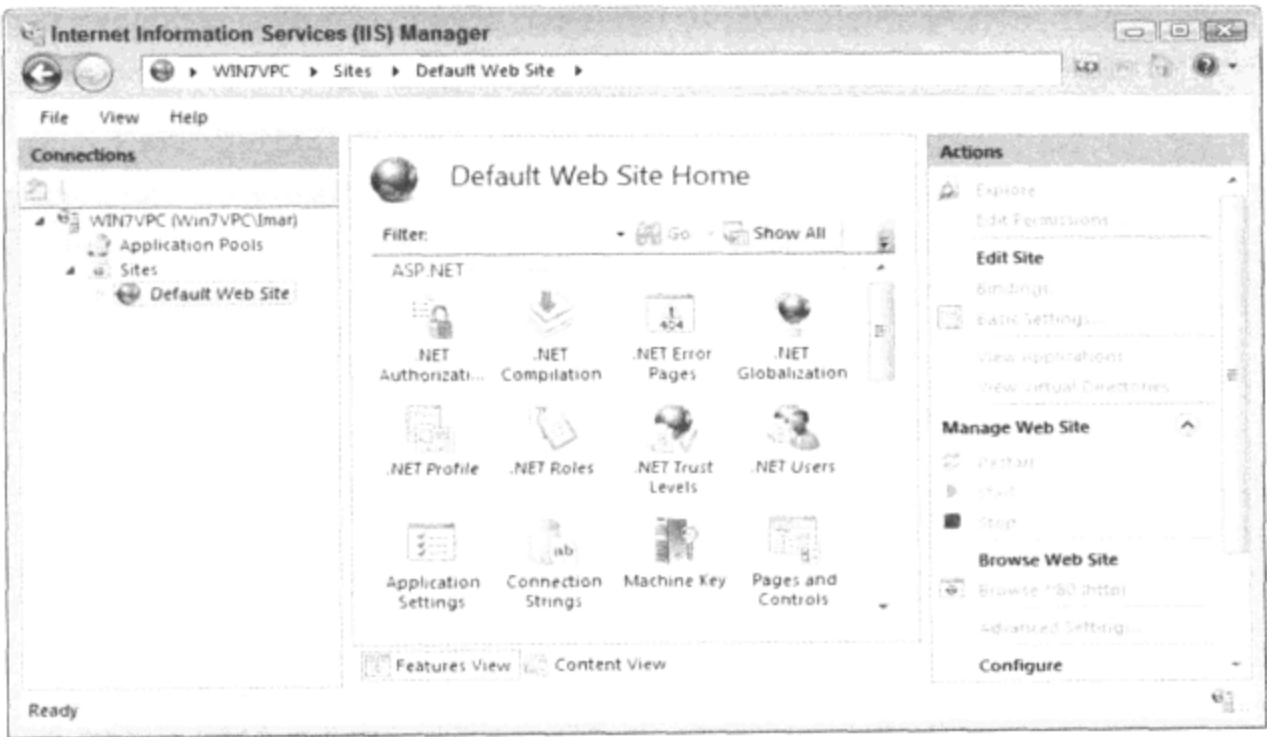 Internet Information Services (IIS) Manager
WIN7VPC Sites Default Web Site
File View Help
Connections
WIN7VPC (Win7VPC\Imar)
Application Pools
Sites
Default Web Site
Default Web Site Home
Filter: Go Show All
ASP.NET
.NET Authorizati...
.NET Compilation
.NET Error Pages
.NET Globalization
.NET Profile
.NET Roles
.NET Trust Levels
.NET Users
Application Settings
Connection Strings
Machine Key
Pages and Controls
Features View Content View
Actions
Explore
Edit Permissions...
Edit Site
Bindings...
Basic Settings...
View Applications
View Virtual Directories
Manage Web Site
Restart
Start
Stop
Browse Web Site
Browse *:80 (http)
Advanced Settings...
Configure
Ready